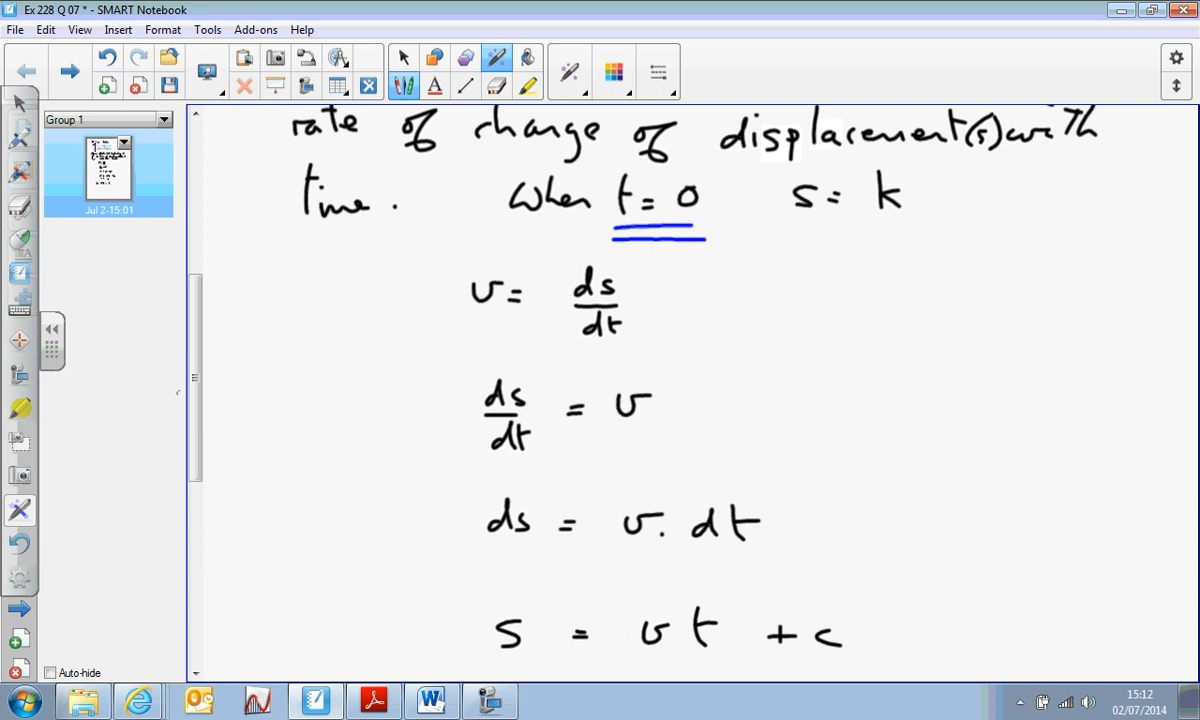 Ex 228 Q 07 * - SMART Notebook
File Edit View Insert Format Tools Add-ons Help
Group 1
Jul 2-15:01
rate of change of displacement(s) with
time. When t = 0 s = k
v = ds/dt
ds/dt = v
ds = v. dt
s = v t + c
Auto-hide
15:12
02/07/2014